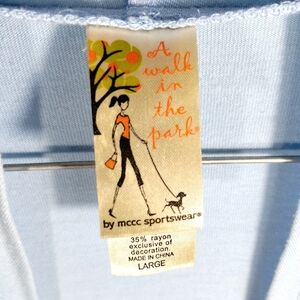 A
walk
in
the
park®
by mccc sportswear®
35% rayon
exclusive of
decoration.
MADE IN CHINA
LARGE